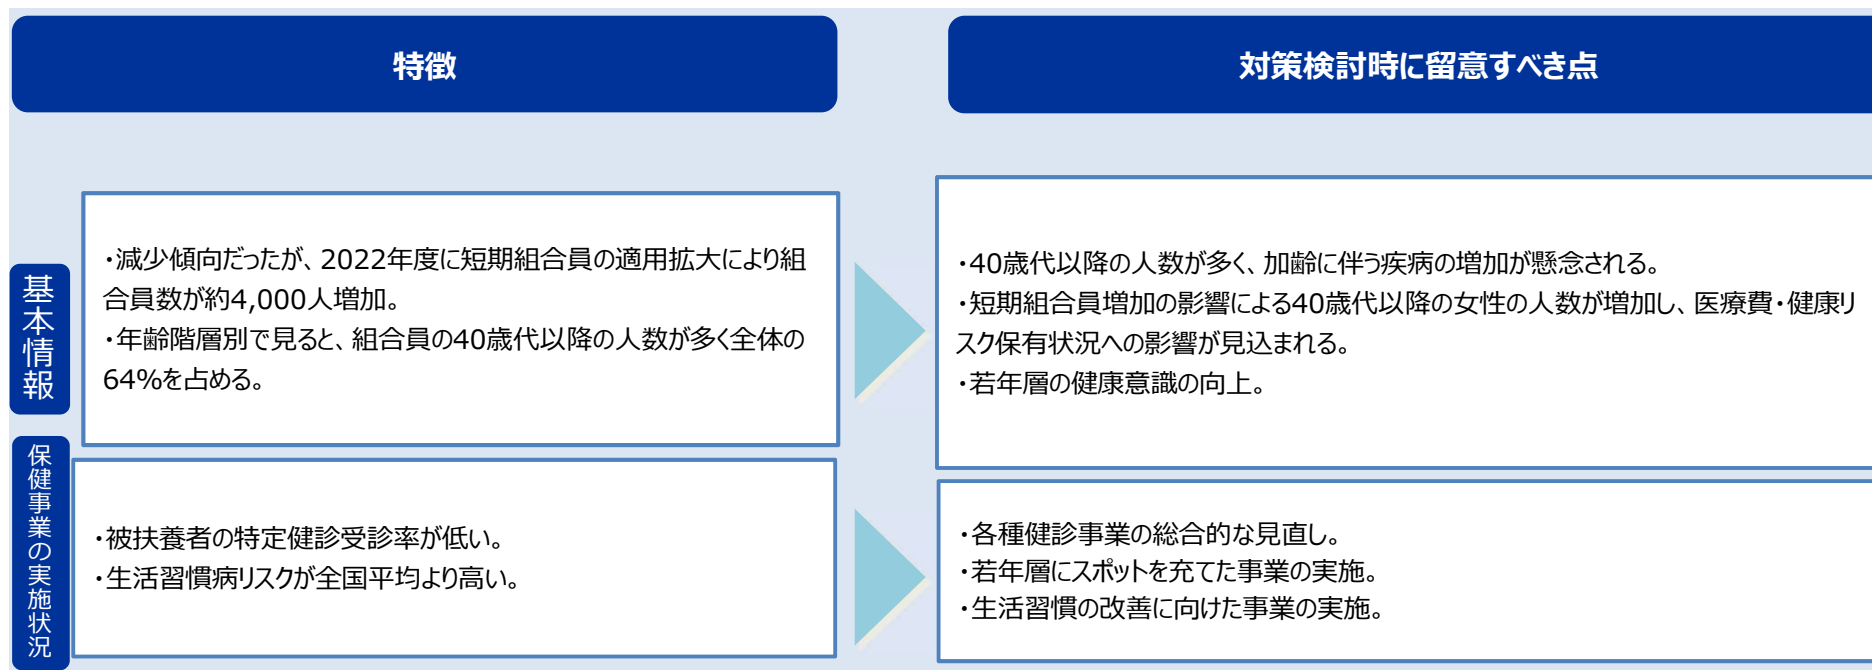 特徴
対策検討時に留意すべき点
基本情報
・減少傾向だったが、2022年度に短期組合員の適用拡大により組
合員数が約4,000人増加。
・年齢階層別で見ると、組合員の40歳代以降の人数が多く全体の
64%を占める。
・40歳代以降の人数が多く、加齢に伴う疾病の増加が懸念される。
・短期組合員増加の影響による40歳代以降の女性の人数が増加し、医療費・健康リ
スク保有状況への影響が見込まれる。
・若年層の健康意識の向上。
保健事業の実施状況
・被扶養者の特定健診受診率が低い。
・生活習慣病リスクが全国平均より高い。
・各種健診事業の総合的な見直し。
・若年層にスポットを充てた事業の実施。
・生活習慣の改善に向けた事業の実施。